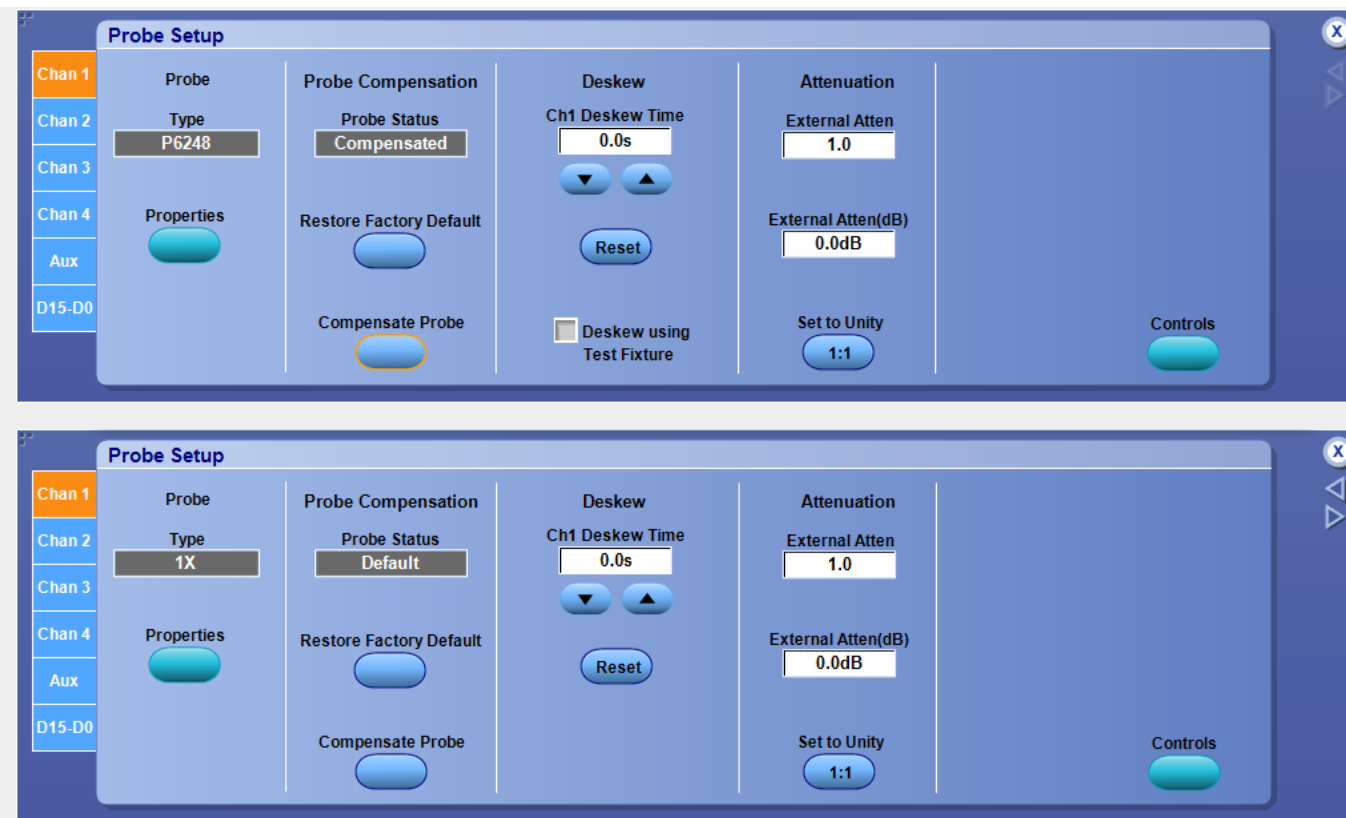 Probe Setup
X
Chan 1
Chan 2
Chan 3
Chan 4
Aux
D15-D0
Probe
Type
P6248
Properties
Probe Compensation
Probe Status
Compensated
Restore Factory Default
Compensate Probe
Deskew
Ch1 Deskew Time
0.0s
Reset
Deskew using
Test Fixture
Attenuation
External Atten
1.0
External Atten(dB)
0.0dB
Set to Unity
1:1
Controls
Probe Setup
X
Chan 1
Chan 2
Chan 3
Chan 4
Aux
D15-D0
Probe
Type
1X
Properties
Probe Compensation
Probe Status
Default
Restore Factory Default
Compensate Probe
Deskew
Ch1 Deskew Time
0.0s
Reset
Attenuation
External Atten
1.0
External Atten(dB)
0.0dB
Set to Unity
1:1
Controls